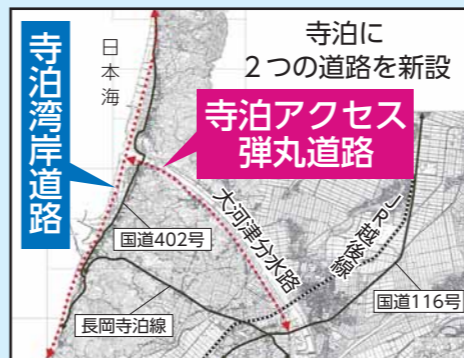 寺泊に
2つの道路を新設
寺泊湾岸道路
日本海
寺泊アクセス
弾丸道路
大河津分水路
JR越後線
国道402号
国道116号
長岡寺泊線